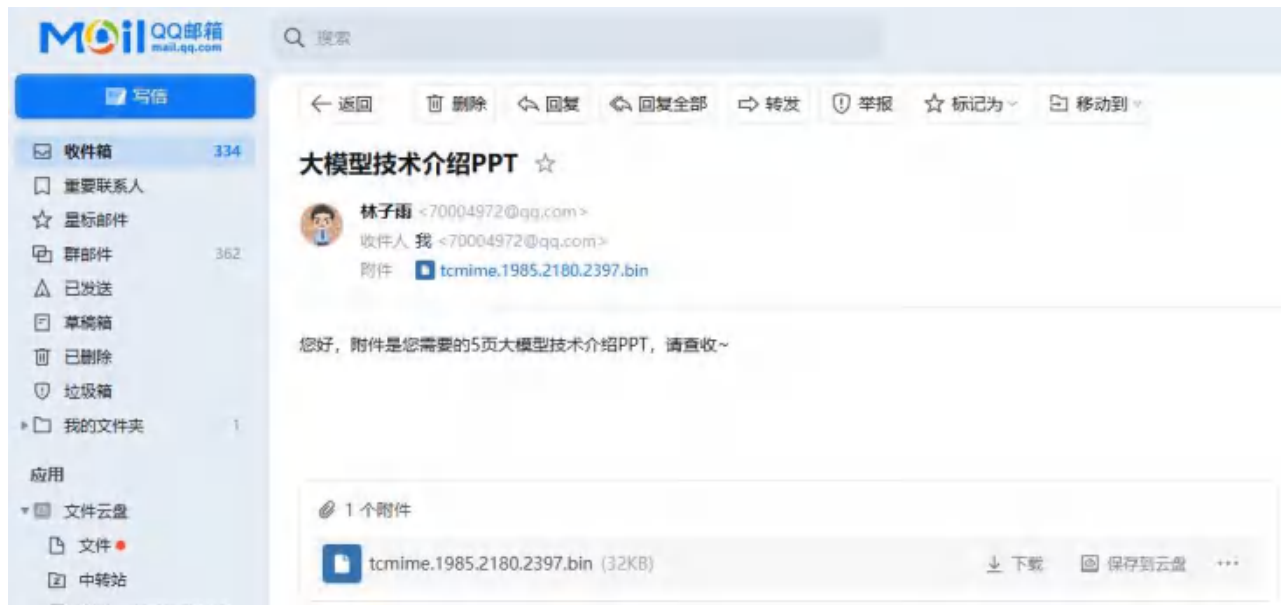 Mail QQ邮箱
mail.qq.com
搜索
写信
返回 删除 回复 回复全部 转发 举报 标记为 移动到
收件箱 334
重要联系人
星标邮件
群邮件 362
已发送
草稿箱
已删除
垃圾箱
我的文件夹 1
应用
文件云盘
文件
中转站
大模型技术介绍PPT
林子雨 <70004972@qq.com>
收件人 我 <70004972@qq.com>
附件 tcmime.1985.2180.2397.bin
您好，附件是您需要的5页大模型技术介绍PPT，请查收~
1 个附件
tcmime.1985.2180.2397.bin (32KB) 下载 保存到云盘 ···